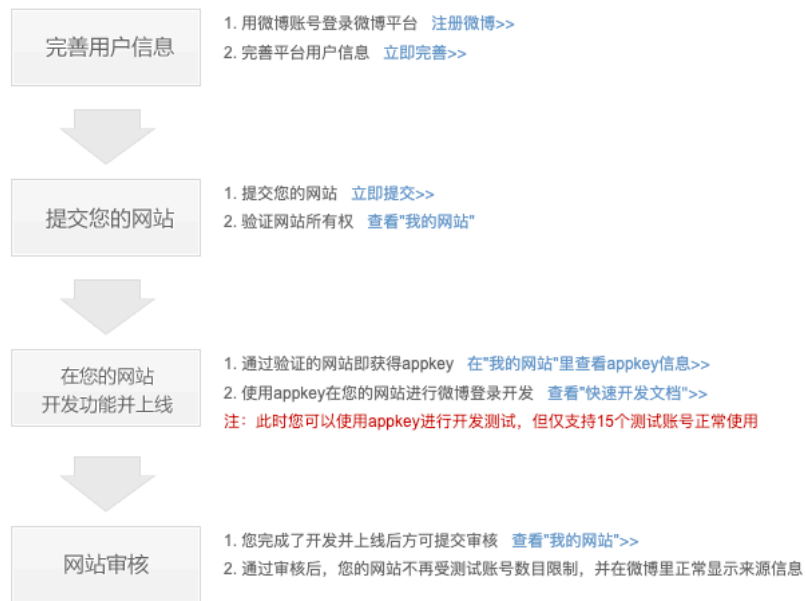 完善用户信息
1. 用微博账号登录微博平台 注册微博>>
2. 完善平台用户信息 立即完善>>
提交您的网站
1. 提交您的网站 立即提交>>
2. 验证网站所有权 查看"我的网站"
在您的网站
开发功能并上线
1. 通过验证的网站即获得appkey 在"我的网站"里查看appkey信息>>
2. 使用appkey在您的网站进行微博登录开发 查看"快速开发文档">>
注：此时您可以使用appkey进行开发测试，但仅支持15个测试账号正常使用
网站审核
1. 您完成了开发并上线后方可提交审核 查看"我的网站">>
2. 通过审核后，您的网站不再受测试账号数目限制，并在微博里正常显示来源信息